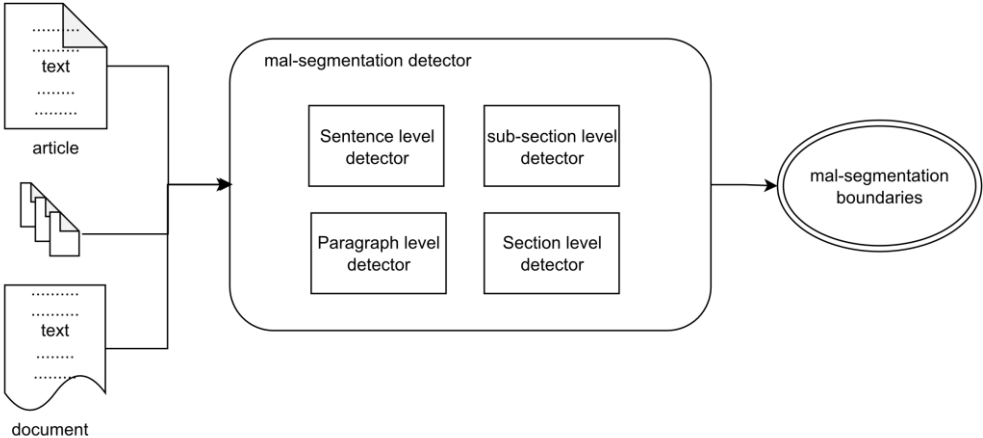 text
article
text
document
mal-segmentation detector
Sentence level
detector
sub-section level
detector
Paragraph level
detector
Section level
detector
mal-segmentation
boundaries